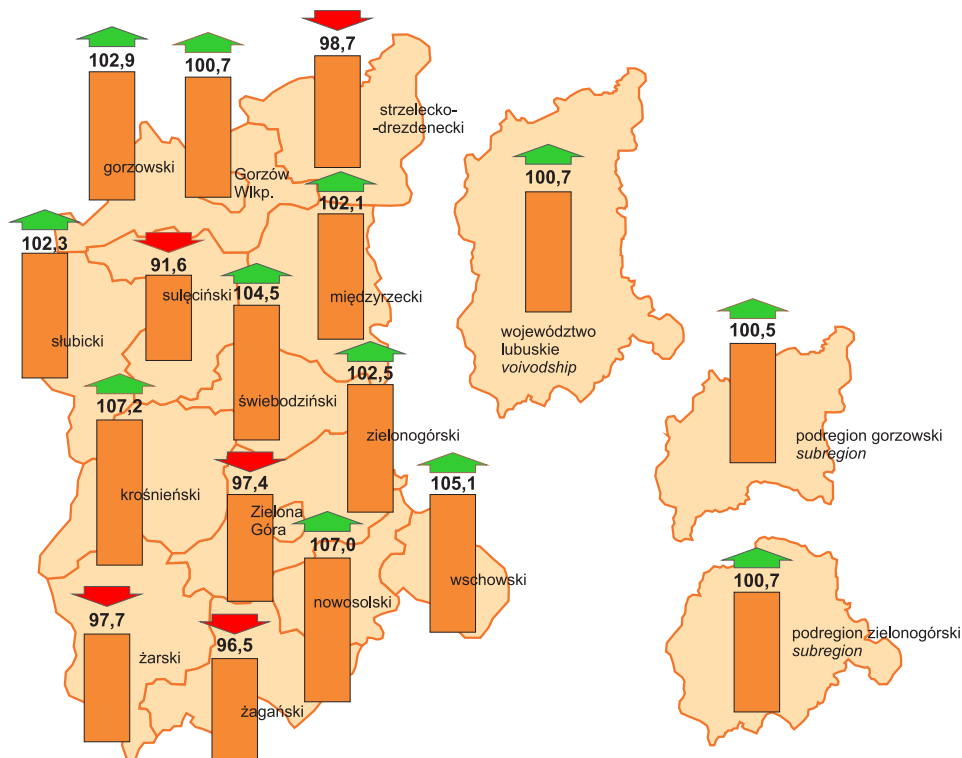 102,9
gorzowski
100,7
Gorzów
Wlkp.
98,7
strzelecko-
-drezdenecki
102,3
słubicki
91,6
sulęciński
104,5
świebodziński
102,1
międzyrzecki
107,2
krośnieński
97,4
Zielona
Góra
102,5
zielonogórski
105,1
wschowski
107,0
nowosolski
97,7
żarski
96,5
żagański
100,7
województwo
lubuskie
voivodship
100,5
podregion gorzowski
subregion
100,7
podregion zielonogórski
subregion